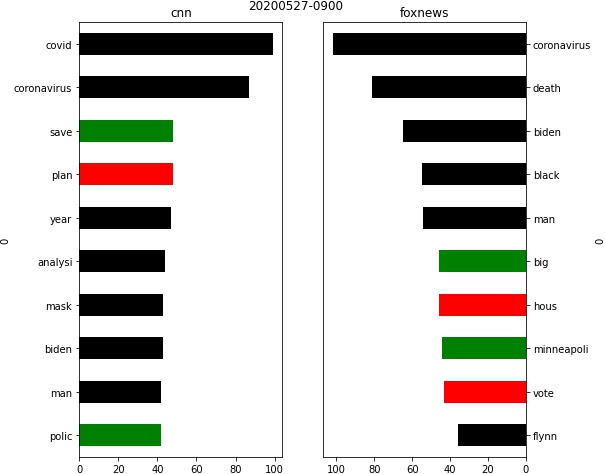 20200527-0900
cnn
foxnews
covid
coronavirus
save
plan
year
analysi
mask
biden
man
polic
0
0 20 40 60 80 100
coronavirus
death
biden
black
man
big
hous
minneapoli
vote
flynn
0
100 80 60 40 20 0